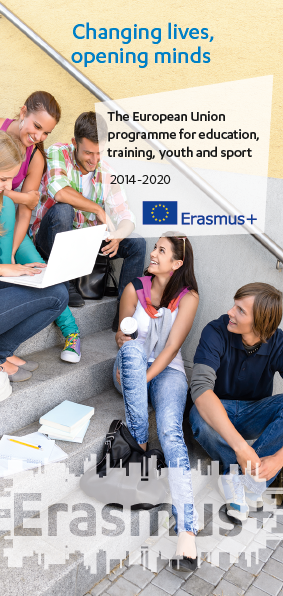 Changing lives,
opening minds
The European Union
programme for education,
training, youth and sport
2014-2020
Erasmus+
Erasmus+